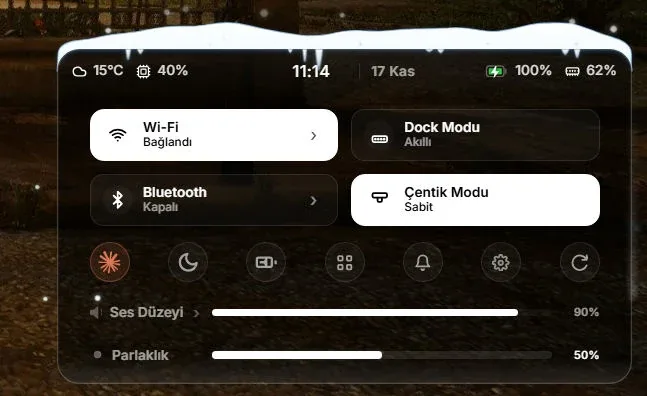 15°C 40% 11:14 17 Kas 100% 62%
Wi-Fi
Bağlandı
Dock Modu
Akıllı
Bluetooth
Kapalı
Çentik Modu
Sabit
Ses Düzeyi 90%
Parlaklık 50%